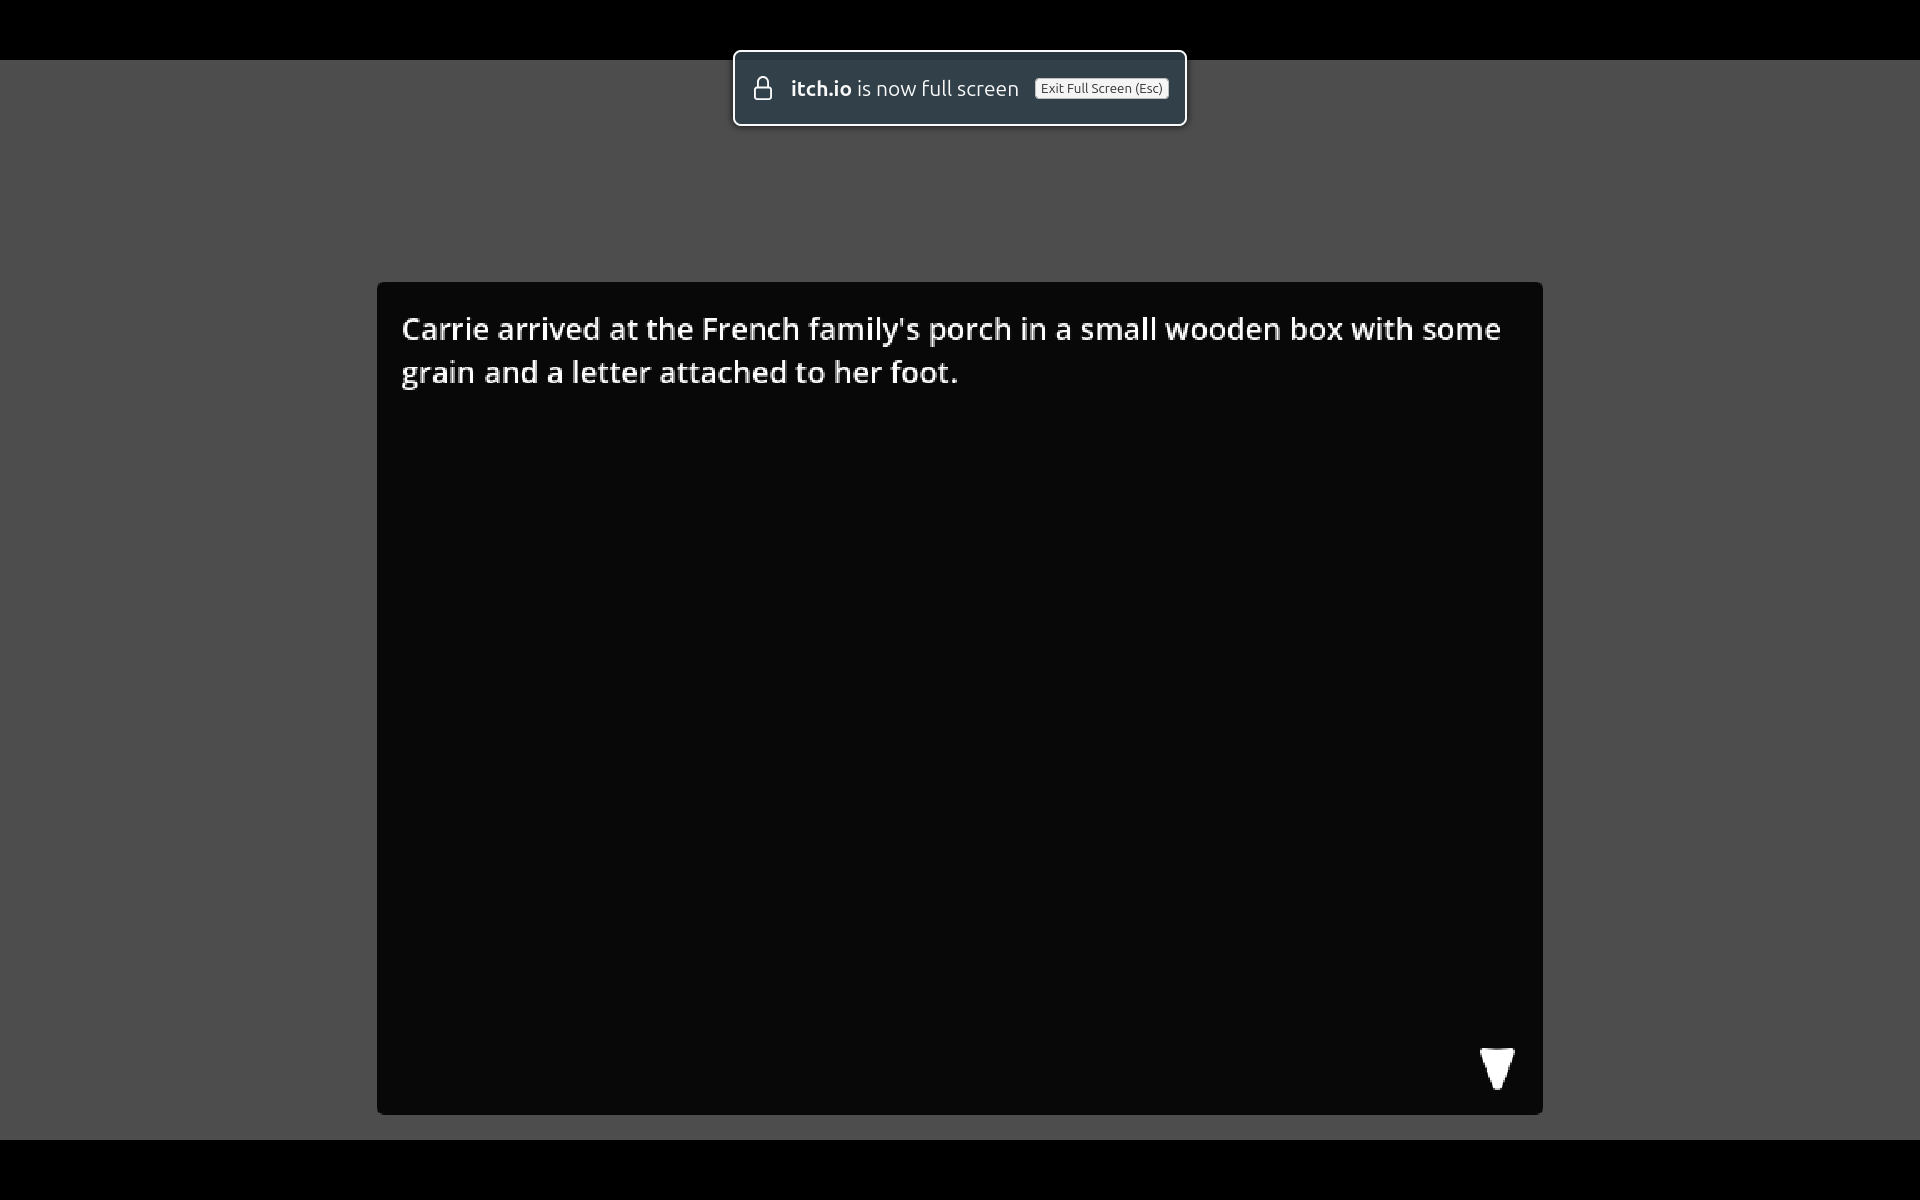 itch.io is now full screen Exit Full Screen (Esc)
Carrie arrived at the French family's porch in a small wooden box with some
grain and a letter attached to her foot.